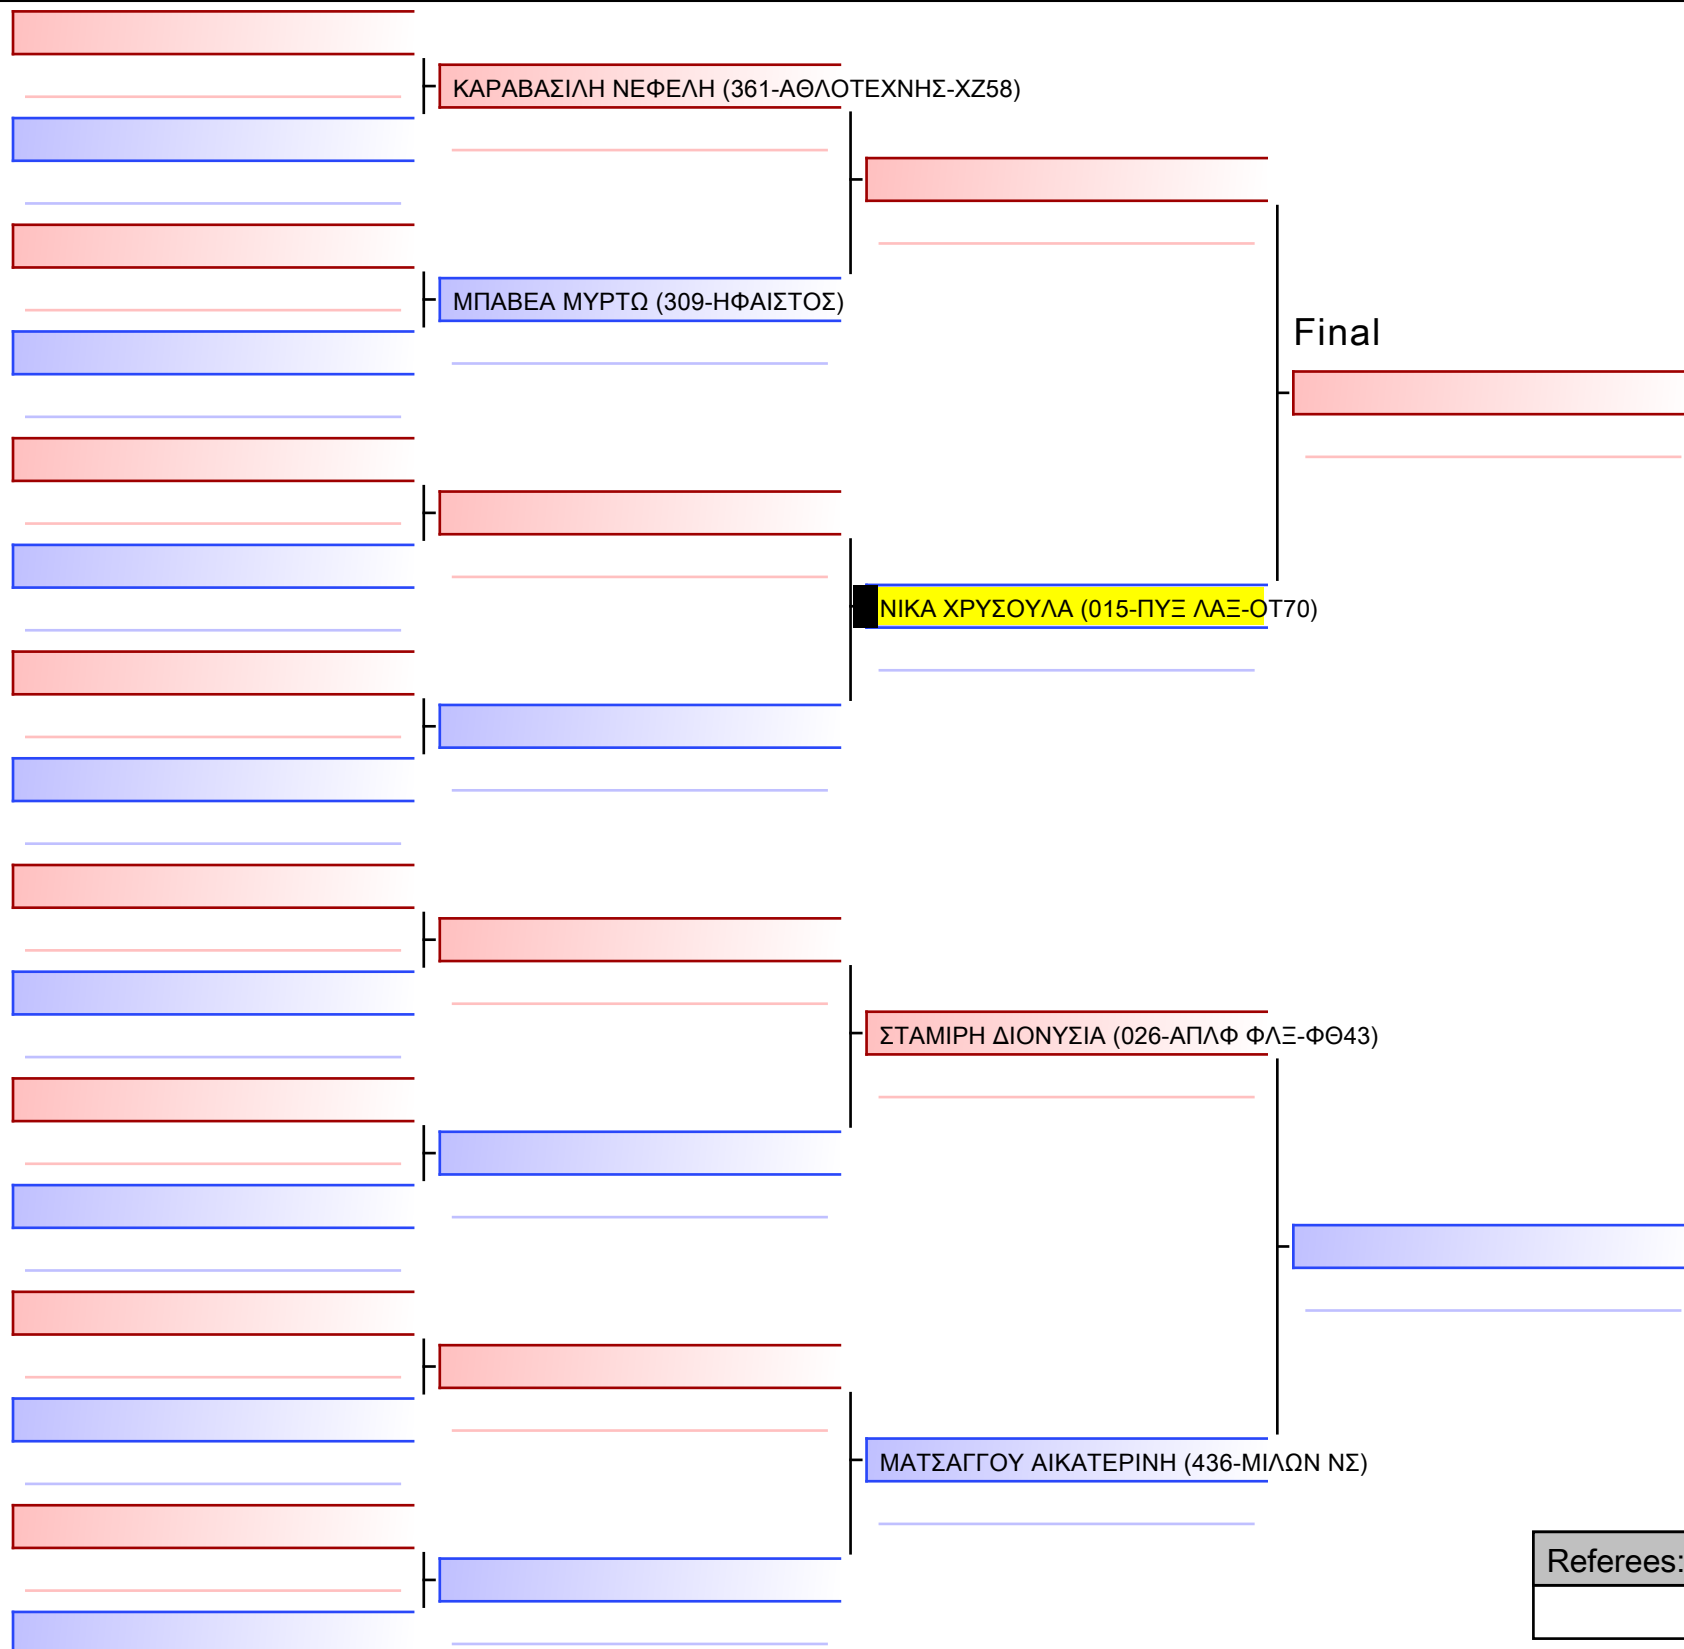 ΚΑΡΑΒΑΣΙΛΗ ΝΕΦΕΛΗ (361-ΑΘΛΟΤΕΧΝΗΣ-ΧΖ58)
ΜΠΑΒΕΑ ΜΥΡΤΩ (309-ΗΦΑΙΣΤΟΣ)
Final
ΝΙΚΑ ΧΡΥΣΟΥΛΑ (015-ΠΥΞ ΛΑΞ-ΟΤ70)
ΣΤΑΜΙΡΗ ΔΙΟΝΥΣΙΑ (026-ΑΠΛΦ ΦΛΞ-ΦΘ43)
ΜΑΤΣΑΓΓΟΥ ΑΙΚΑΤΕΡΙΝΗ (436-ΜΙΛΩΝ ΝΣ)
Referees: